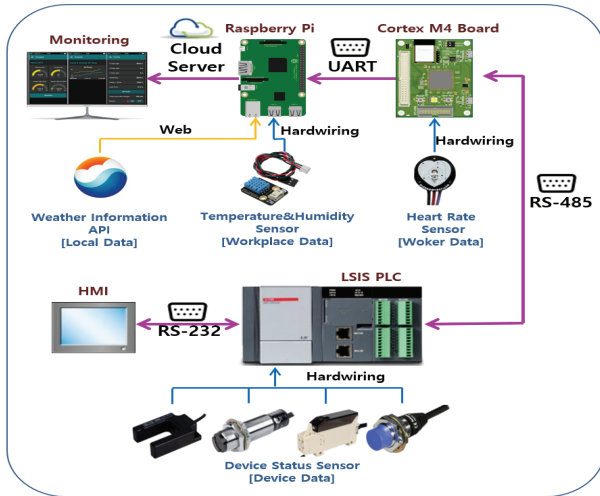 Monitoring
Cloud
Server
Raspberry Pi
UART
Cortex M4 Board
Web
Hardwiring
Hardwiring
Weather Information
API
[Local Data]
Temperature&Humidity
Sensor
[Workplace Data]
Heart Rate
Sensor
[Woker Data]
RS-485
HMI
RS-232
LSIS PLC
Hardwiring
Device Status Sensor
[Device Data]